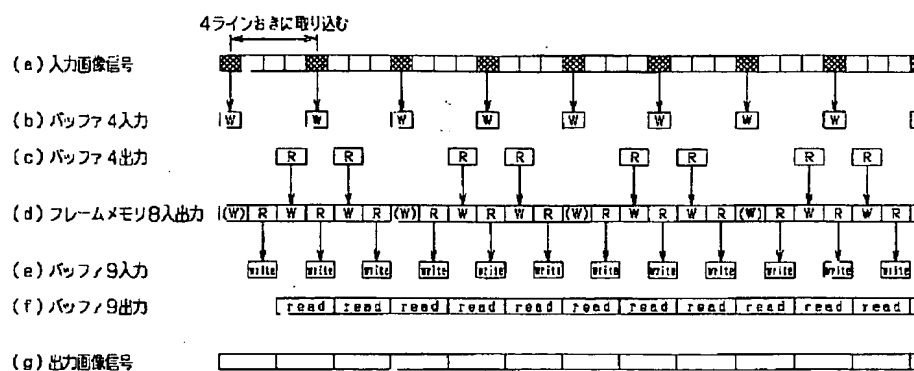 4ラインおきに取り込む
(a) 入力画像信号
(b) バッファ4入力 W W W W W W W W
(c) バッファ4出力 R R R R R R R R
(d) フレームメモリ8入出力 (W) R W R W R (W) R W R W R (W) R W R W R (W) R W R W R
(e) バッファ9入力 write write write write write write write write write write write write
(f) バッファ9出力 read read read read read read read read read read read
(g) 出力画像信号